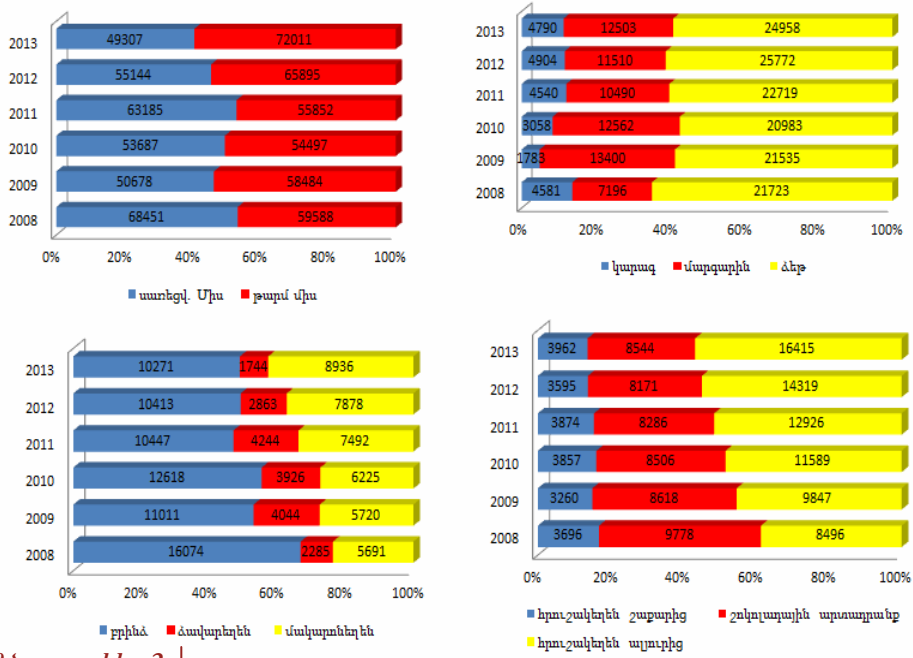 2013 49307 72011
2012 55144 65895
2011 63185 55852
2010 53687 54497
2009 50678 58484
2008 68451 59588
0% 20% 40% 60% 80% 100%
սառեցվ. Միս թարմ միս
2013 4790 12503 24958
2012 4904 11510 25772
2011 4540 10490 22719
2010 3058 12562 20983
2009 1783 13400 21535
2008 4581 7196 21723
0% 20% 40% 60% 80% 100%
կարագ մարգարին ձեթ
2013 10271 1744 8936
2012 10413 2863 7878
2011 10447 4244 7492
2010 12618 3926 6225
2009 11011 4044 5720
2008 16074 2285 5691
0% 20% 40% 60% 80% 100%
բրինձ ձավարեղեն մակարոնեղեն
2013 3962 8544 16415
2012 3595 8171 14319
2011 3874 8286 12926
2010 3857 8506 11589
2009 3260 8618 9847
2008 3696 9778 8496
0% 20% 40% 60% 80% 100%
հրուշակեղեն շաքարից շոկոլադային արտադրանք
հրուշակեղեն ալյուրից